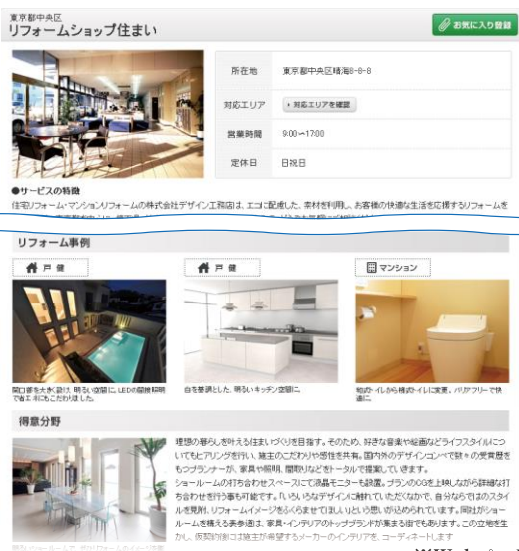 東京都中央区
リフォームショップ住まい
お気に入り登録
所在地 東京都中央区晴海8-8-8
対応エリア 対応エリアを確認
営業時間 9:00〜17:00
定休日 日祝日
●サービスの特徴
住宅リフォーム・マンションリフォームの株式会社デザイン工務店は、エコに配慮した、素材を利用し、お客様の快適な生活を応援するリフォームを
リフォーム事例
戸 健
戸 健
マンション
開口部を大きく設け、明るい空間に、LEDの間接照明
で省エネにもこだわりました。
白を基調とした、明るいキッチン空間に。
和式トイレから様式トイレに変更、バリアフリーで快
適に。
得意分野
理想の暮らしを叶える住まいづくりを目指す。そのため、好きな音楽や絵画などライフスタイルにつ
いてもヒアリングを行い、施主のこだわりや感性を共有。国内外のデザインコンペで数々の受賞歴を
もつプランナーが、家具や照明、間取りなどをトータルで提案していきます。
ショールームの打ち合わせスペースにて液晶モニターも設置。プランのCGを上映しながら詳細な打
ち合わせを行う事も可能です。「いろいろなデザインに触れていただくなかで、自分ならではのスタイ
ルを発見し、リフォームイメージをふくらませてほしい」という思いが込められています。同社がショー
ルームを構える表参道は、家具・インテリアのトップブランドが集まる街でもあります。この立地を生
かし、仮契約後には施主が希望するメーカーのインテリアを、コーディネートします